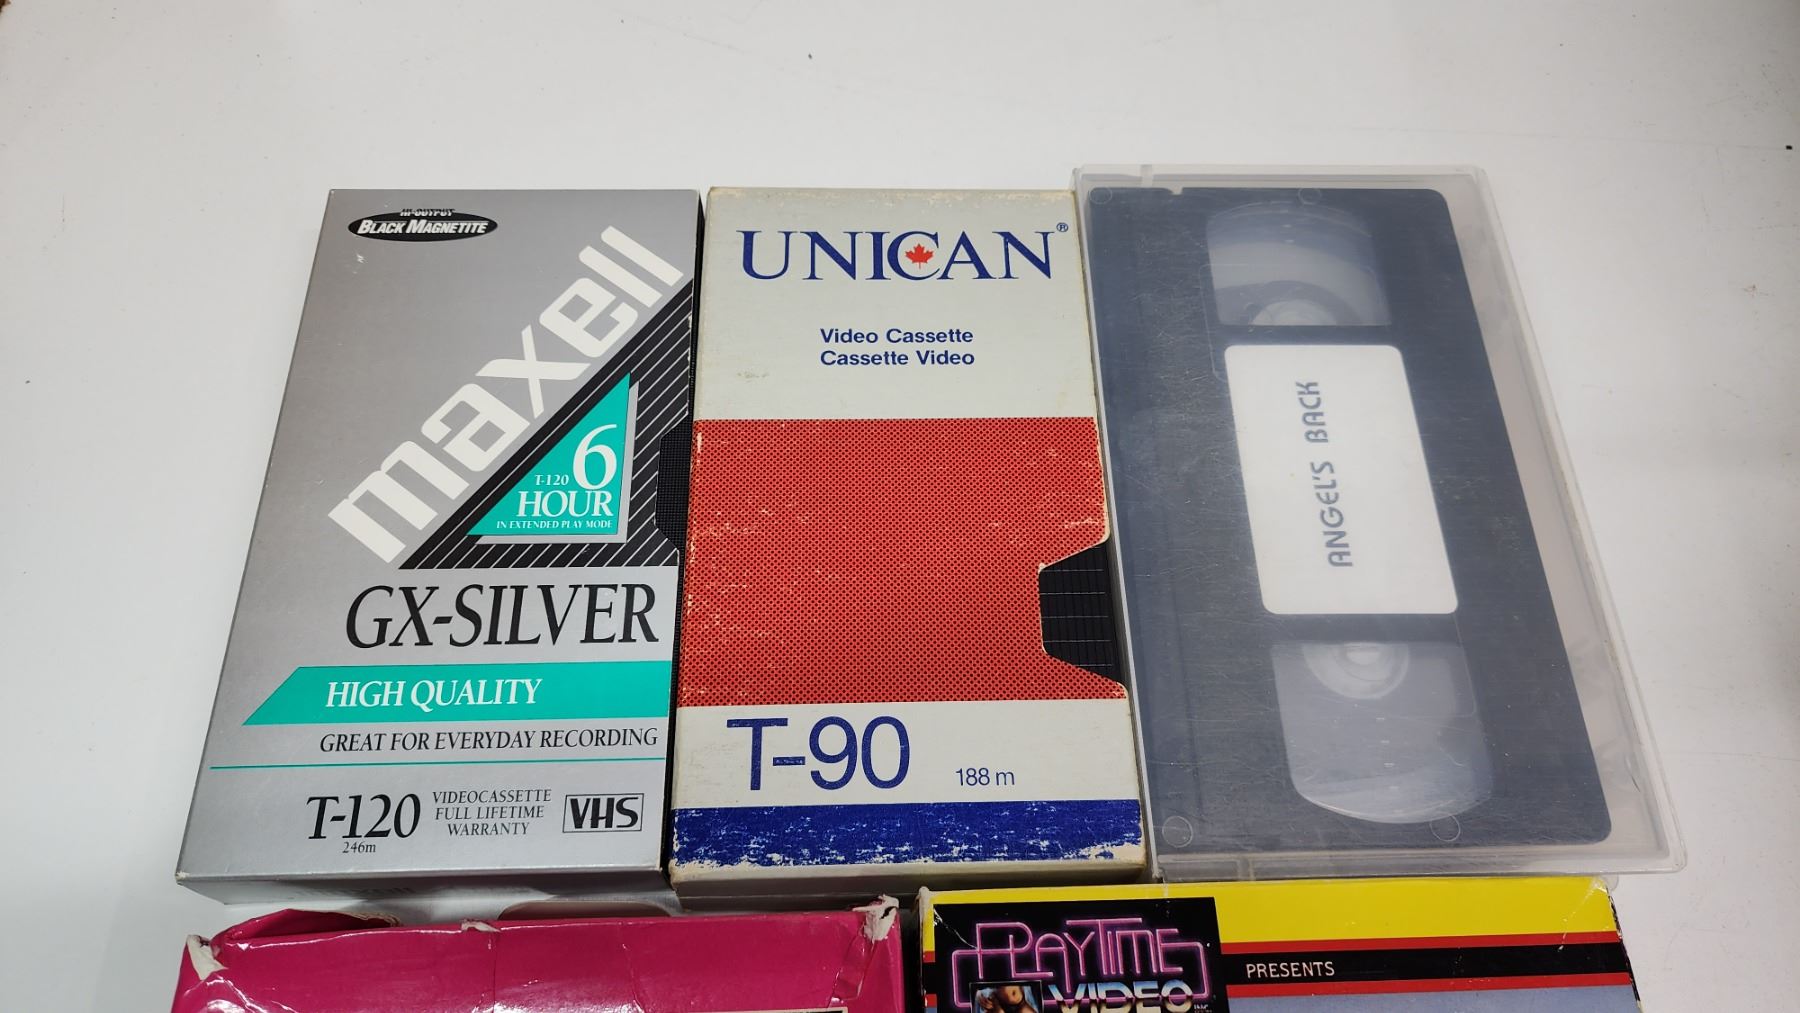 HI-OUTPUT
BLACK MAGNETITE
maxell
T-120 6
HOUR
IN EXTENDED PLAY MODE
GX-SILVER
HIGH QUALITY
GREAT FOR EVERYDAY RECORDING
T-120
246m
VIDEOCASSETTE
FULL LIFETIME
WARRANTY
VHS
UNICAN®
Video Cassette
Cassette Video
T-90
188 m
ANGEL'S BACK
PLAYTIME
VIDEO
PRESENTS